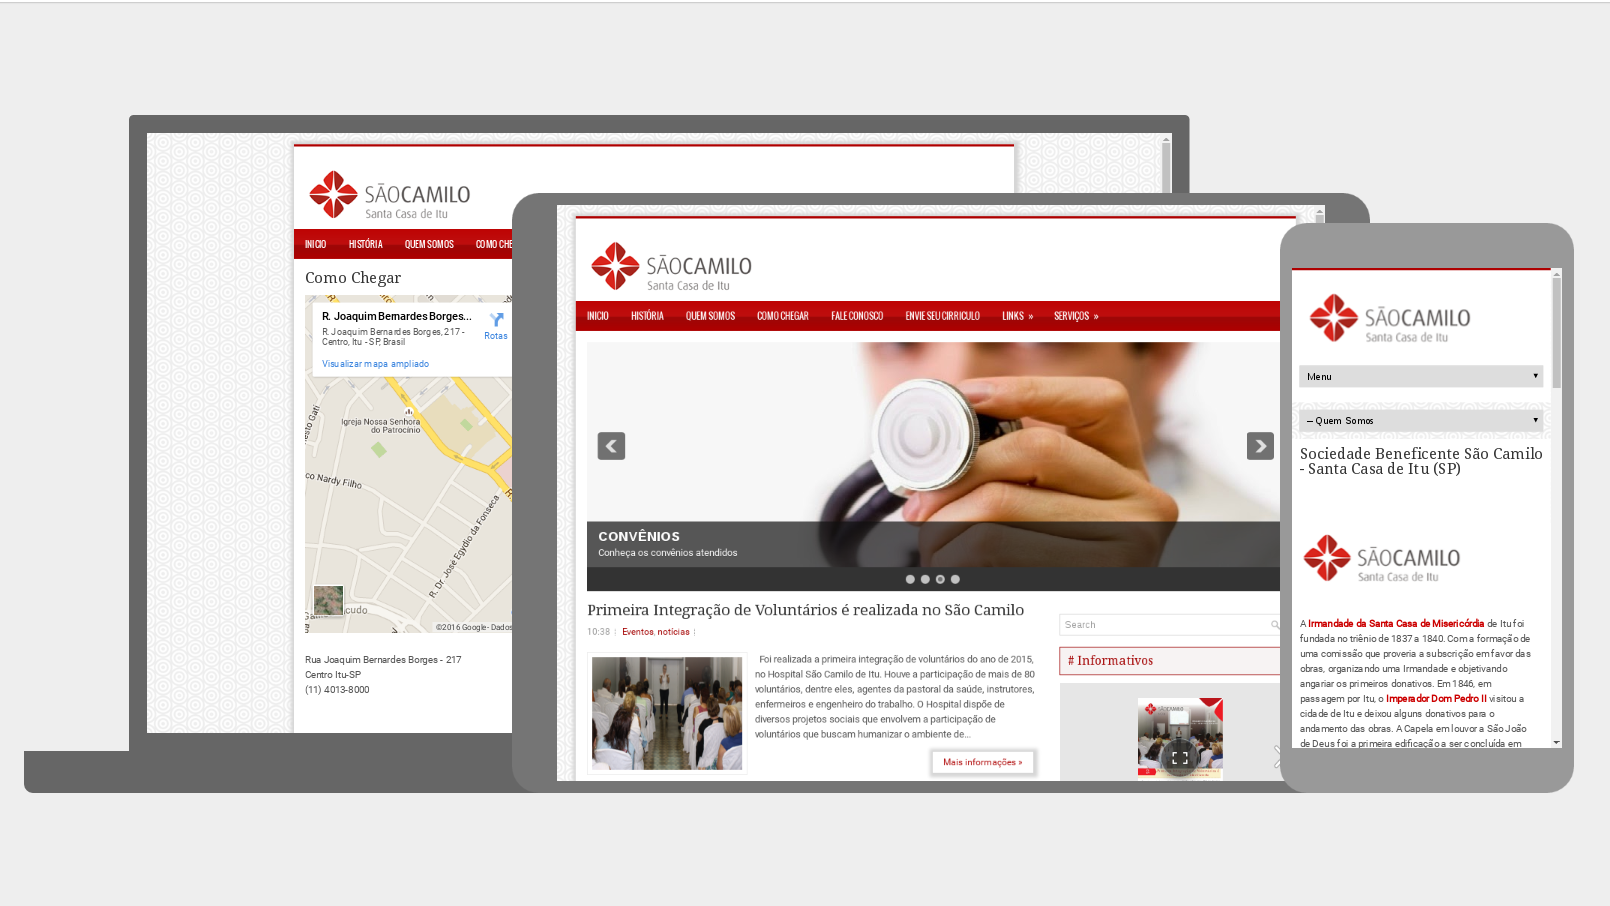 SÃOCAMILO
Santa Casa de Itu
INICIO HISTÓRIA QUEM SOMOS COMO CHE
Como Chegar
R. Joaquim Bernardes Borges...
R. Joaquim Bernardes Borges, 217 -
Centro, Itu - SP, Brasil
Rotas
Visualizar mapa ampliado
esto Gati
Igreja Nossa Senhora
do Patrocínio
co Nardy Filho
R. Dr. José Egydio da Fonseca
R.
cudo
©2016 Google - Dados
Rua Joaquim Bernardes Borges - 217
Centro Itu-SP
(11) 4013-8000
SÃOCAMILO
Santa Casa de Itu
INICIO HISTÓRIA QUEM SOMOS COMO CHEGAR FALE CONOSCO ENVIE SEU CIRRICULO LINKS » SERVIÇOS »
CONVÊNIOS
Conheça os convênios atendidos
Primeira Integração de Voluntários é realizada no São Camilo
10:38 Eventos, notícias
Foi realizada a primeira integração de voluntários do ano de 2015,
no Hospital São Camilo de Itu. Houve a participação de mais de 80
voluntários, dentre eles, agentes da pastoral da saúde, instrutores,
enfermeiros e engenheiro do trabalho. O Hospital dispõe de
diversos projetos sociais que envolvem a participação de
voluntários que buscam humanizar o ambiente de...
Mais informações »
Search
# Informativos
SÃOCAMILO
SÃOCAMILO
Santa Casa de Itu
Menu
— Quem Somos
Sociedade Beneficente São Camilo
- Santa Casa de Itu (SP)
SÃOCAMILO
Santa Casa de Itu
A Irmandade da Santa Casa de Misericórdia de Itu foi
fundada no triênio de 1837 a 1840. Com a formação de
uma comissão que proveria a subscrição em favor das
obras, organizando uma Irmandade e objetivando
angariar os primeiros donativos. Em 1846, em
passagem por Itu, o Imperador Dom Pedro II visitou a
cidade de Itu e deixou alguns donativos para o
andamento das obras. A Capela em louvor a São João
de Deus foi a primeira edificação a ser concluída em